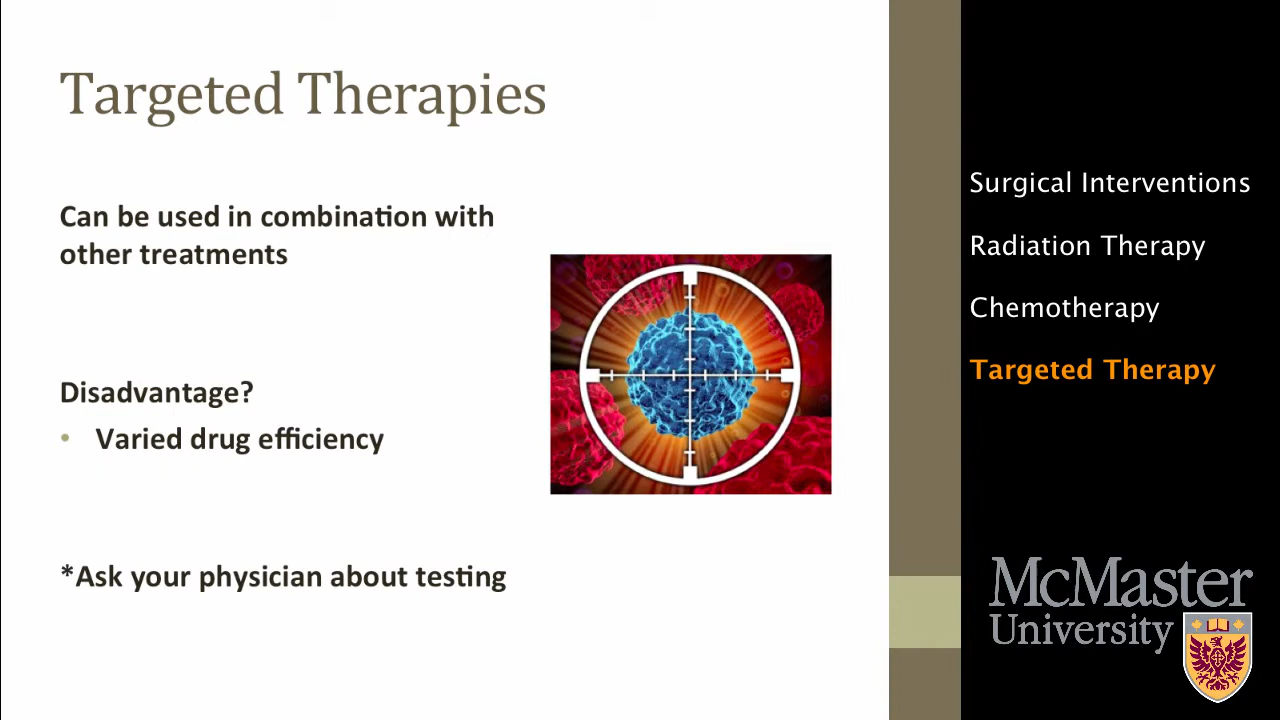 Targeted Therapies
Can be used in combination with
other treatments
Disadvantage?
• Varied drug efficiency
*Ask your physician about testing
Surgical Interventions
Radiation Therapy
Chemotherapy
Targeted Therapy
McMaster
University